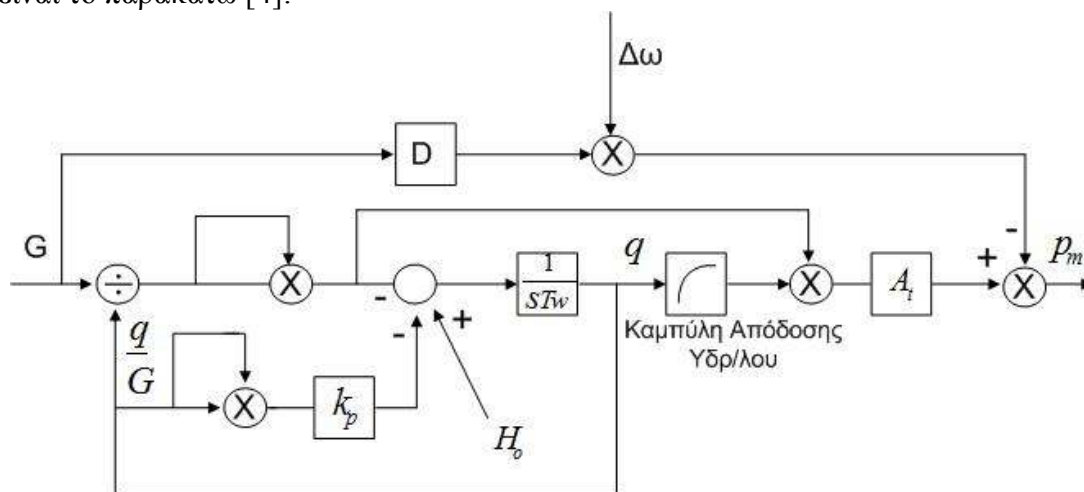 είναι το παρακάτω [4]:
Δω
D
X
G
÷
X
-
-
+
1
sTw
q
Καμπύλη Απόδοσης
Υδρ/λου
X
A_t
+
-
X
p_m
q
G
X
k_p
H_o